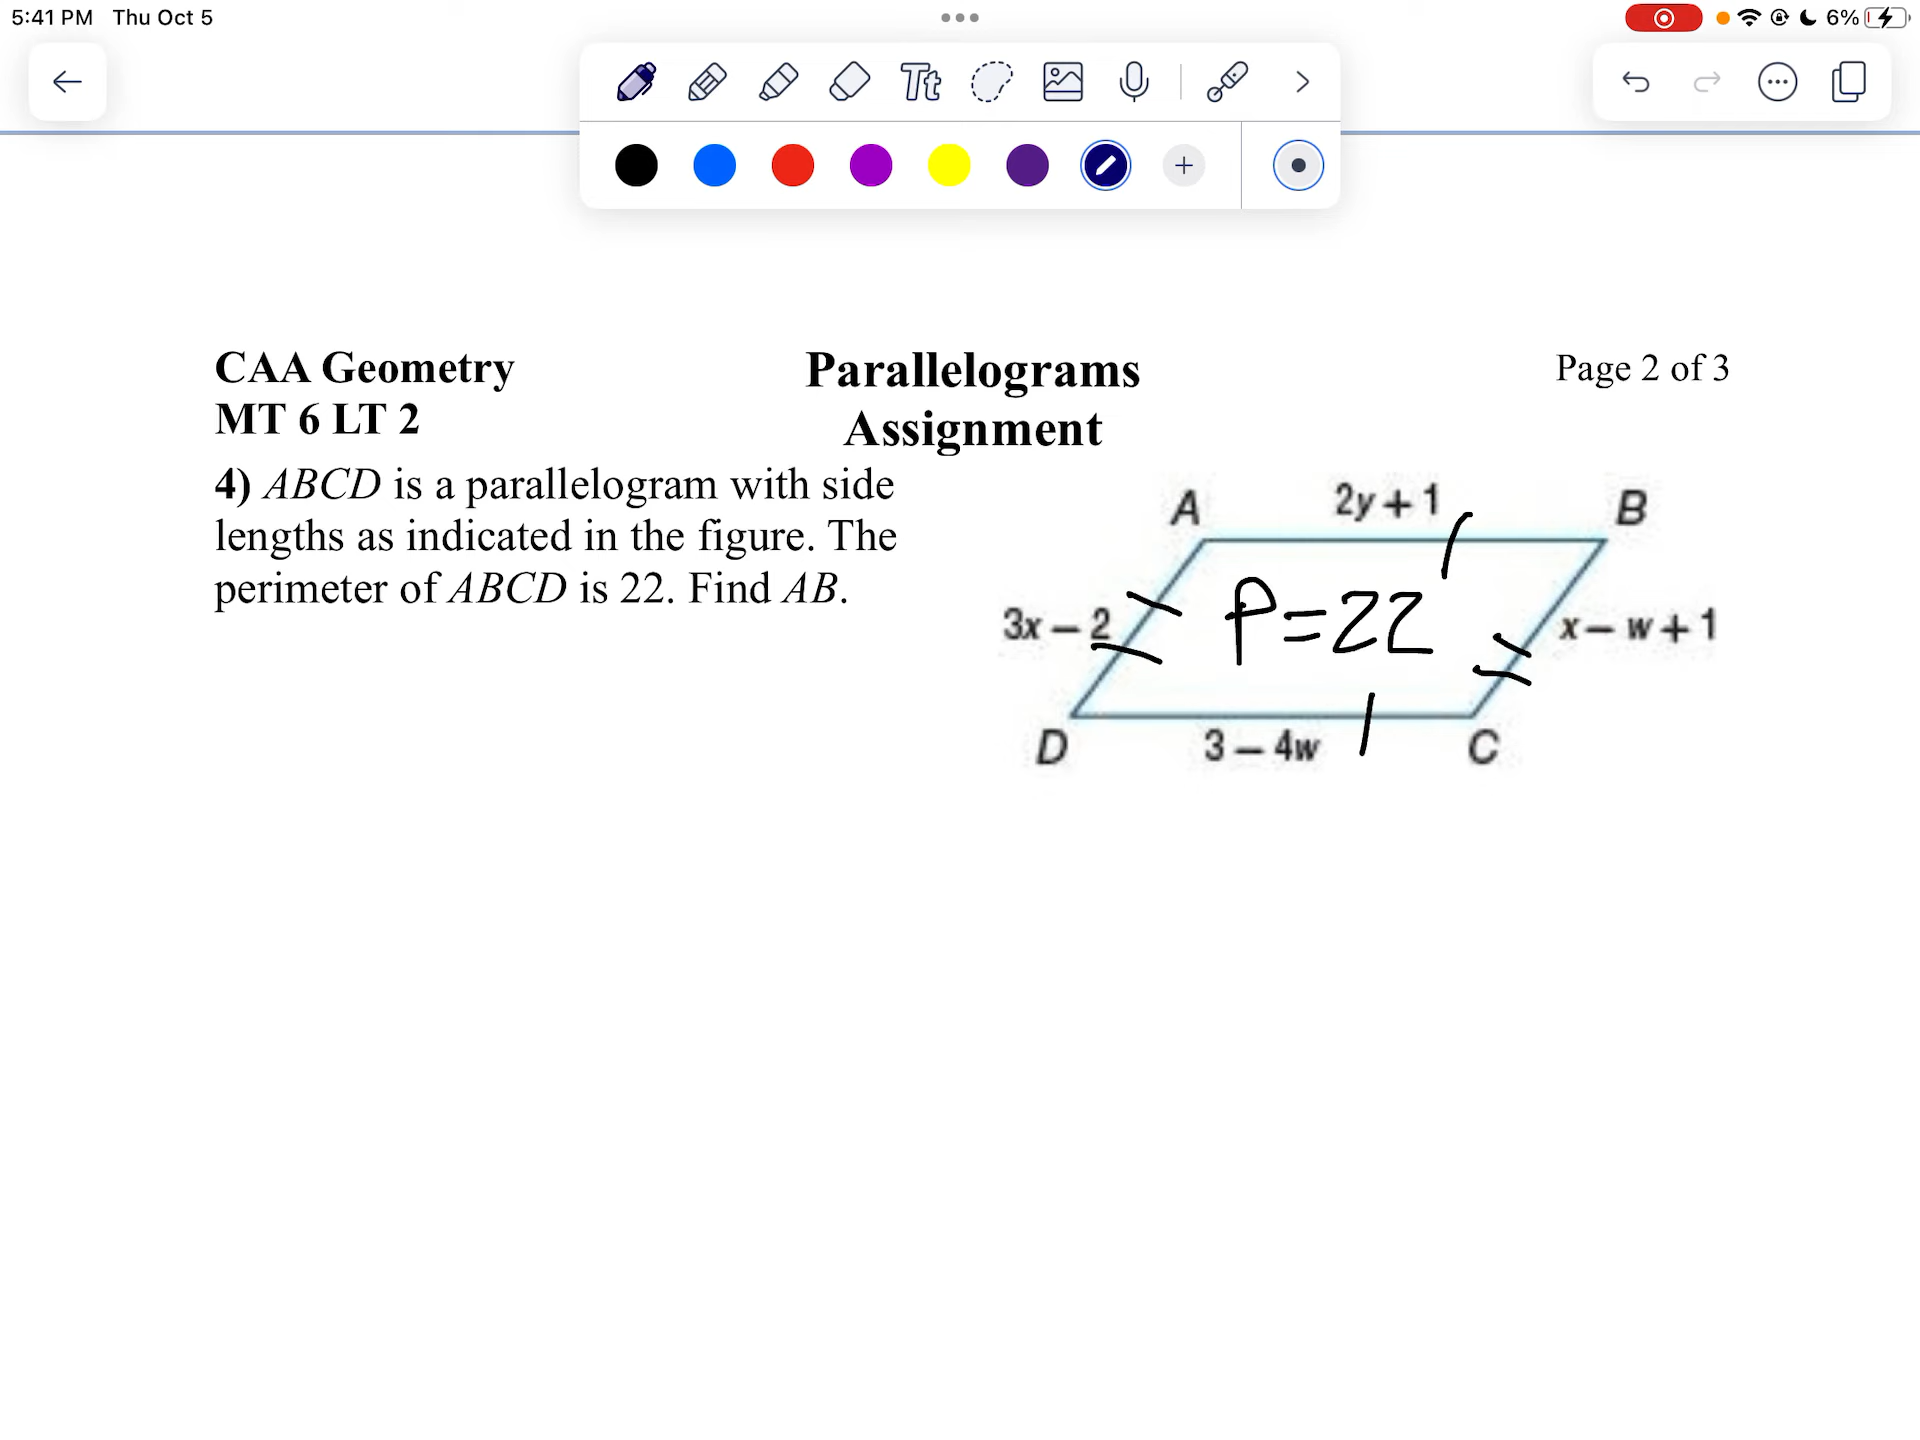 5:41 PM Thu Oct 5
6%
Tt
CAA Geometry
MT 6 LT 2
Parallelograms
Assignment
Page 2 of 3
4) ABCD is a parallelogram with side
lengths as indicated in the figure. The
perimeter of ABCD is 22. Find AB.
A
2y + 1
B
3x – 2
P=22
x – w + 1
D
3 – 4w
C